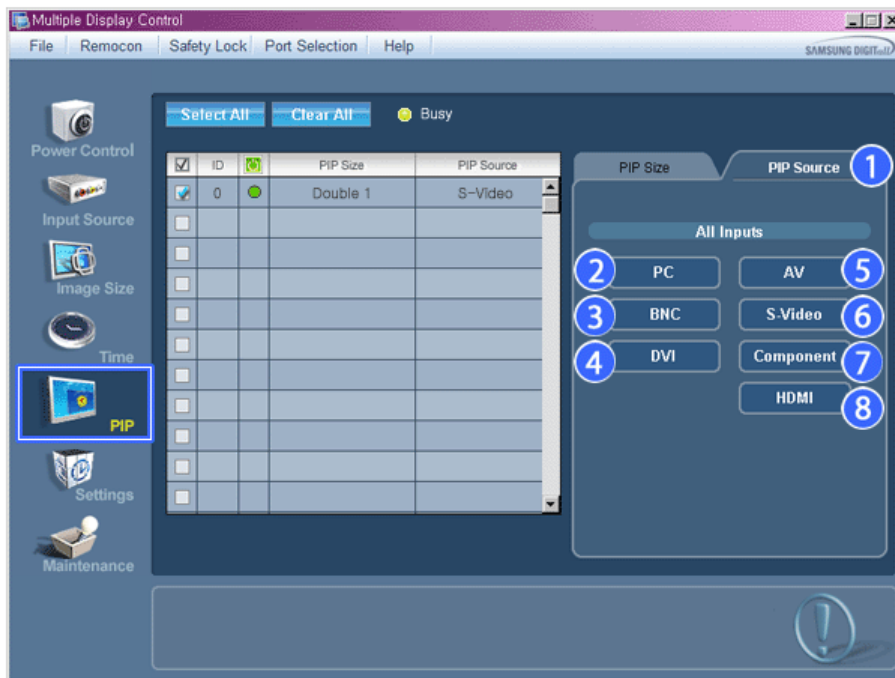 Multiple Display Control
File Remocon Safety Lock Port Selection Help
SAMSUNG DIGITall
Select All Clear All Busy
Power Control
Input Source
Image Size
Time
PIP
Settings
Maintenance
ID PIP Size PIP Source
0 Double 1 S-Video
PIP Size PIP Source 1
All Inputs
2 PC AV 5
3 BNC S-Video 6
4 DVI Component 7
HDMI 8